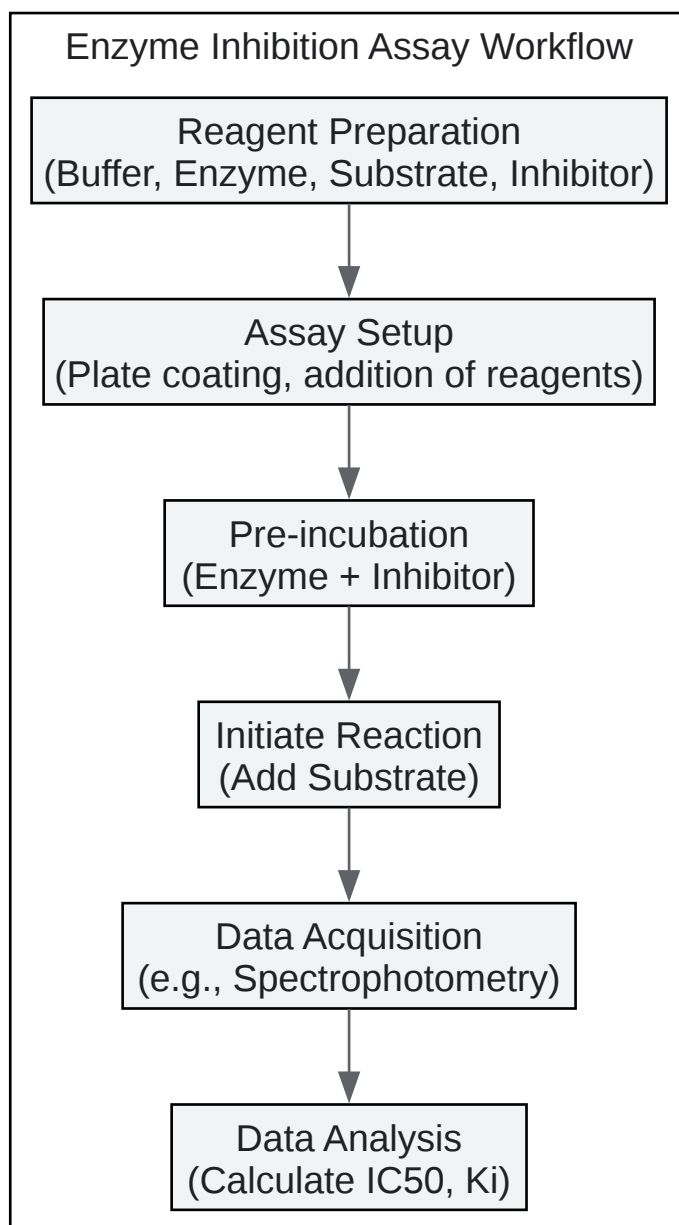 Enzyme Inhibition Assay Workflow
Reagent Preparation
(Buffer, Enzyme, Substrate, Inhibitor)
Assay Setup
(Plate coating, addition of reagents)
Pre-incubation
(Enzyme + Inhibitor)
Initiate Reaction
(Add Substrate)
Data Acquisition
(e.g., Spectrophotometry)
Data Analysis
(Calculate IC50, Ki)